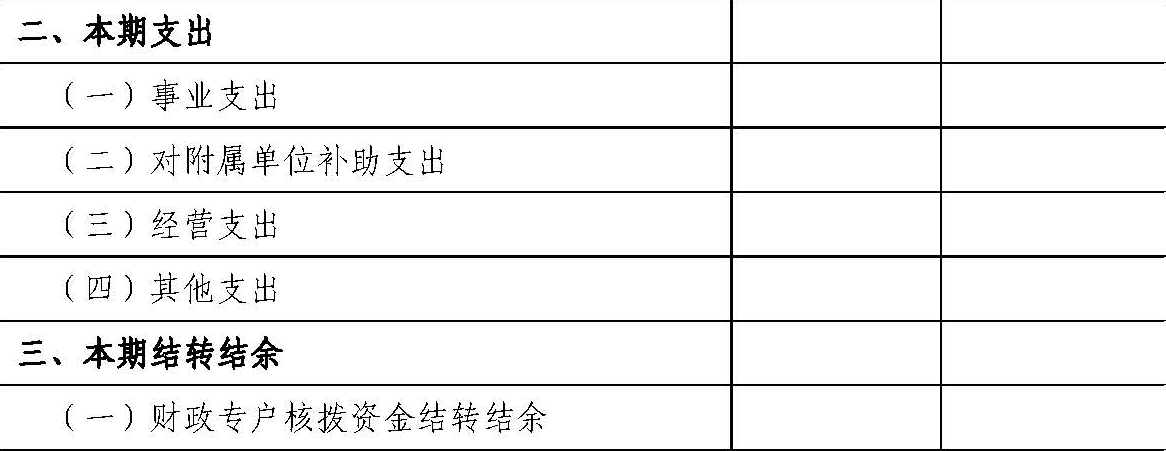 二、本期支出
（一）事业支出
（二）对附属单位补助支出
（三）经营支出
（四）其他支出
三、本期结转结余
（一）财政专户核拨资金结转结余